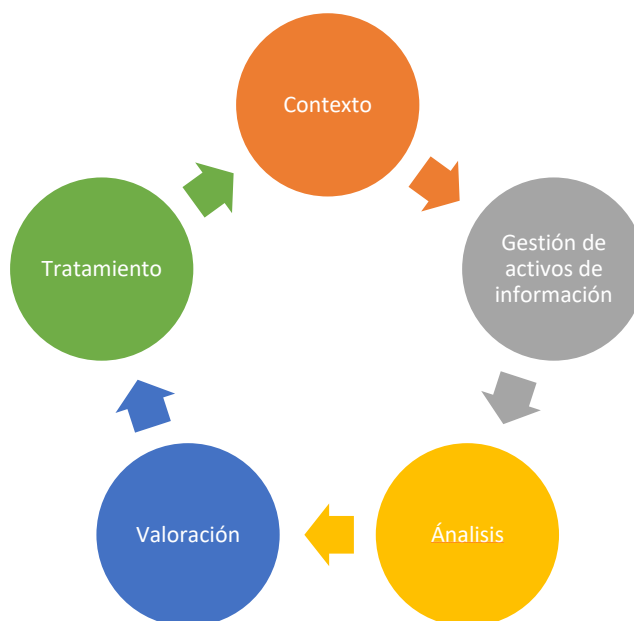 Contexto
Gestión de
activos de
información
Ánalisis
Valoración
Tratamiento